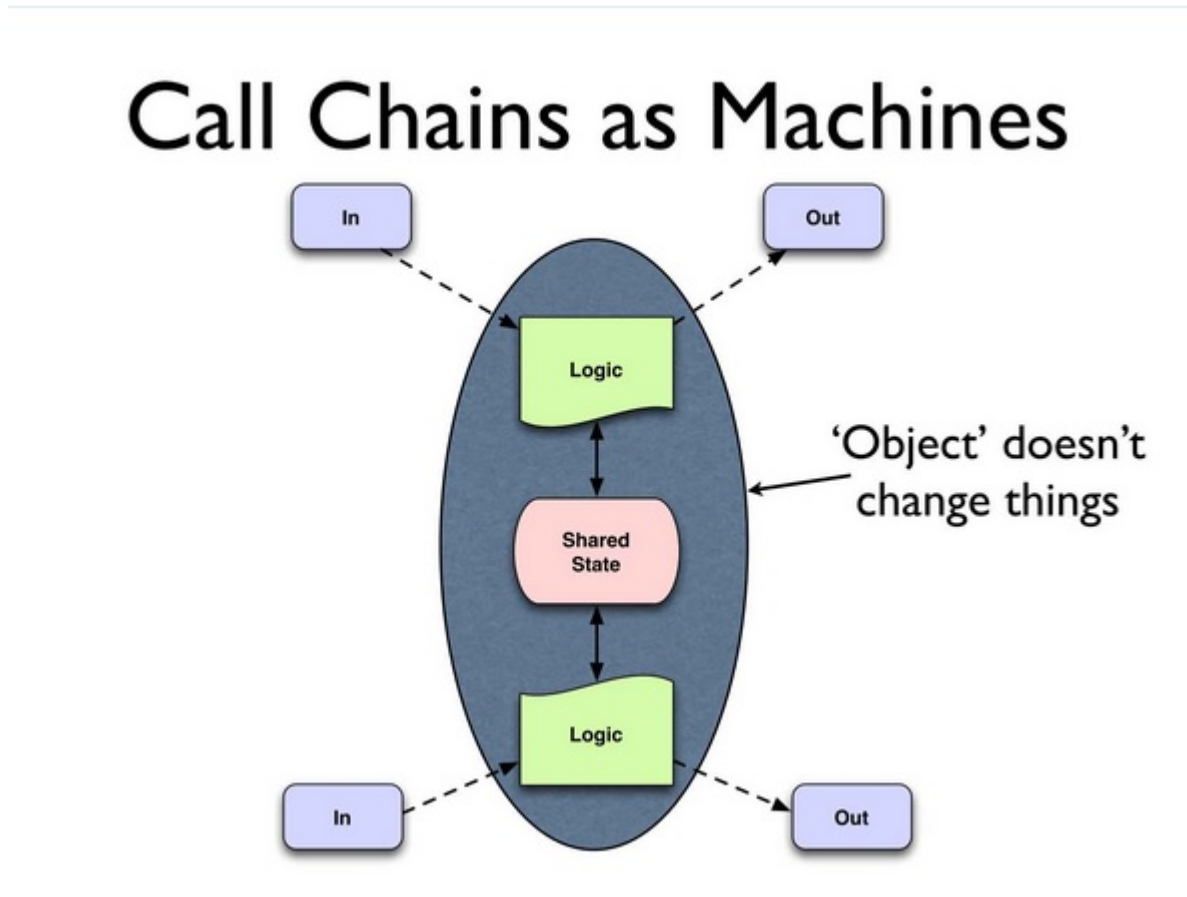 Call Chains as Machines
In
Out
Logic
‘Object’ doesn’t
change things
Shared
State
Logic
In
Out